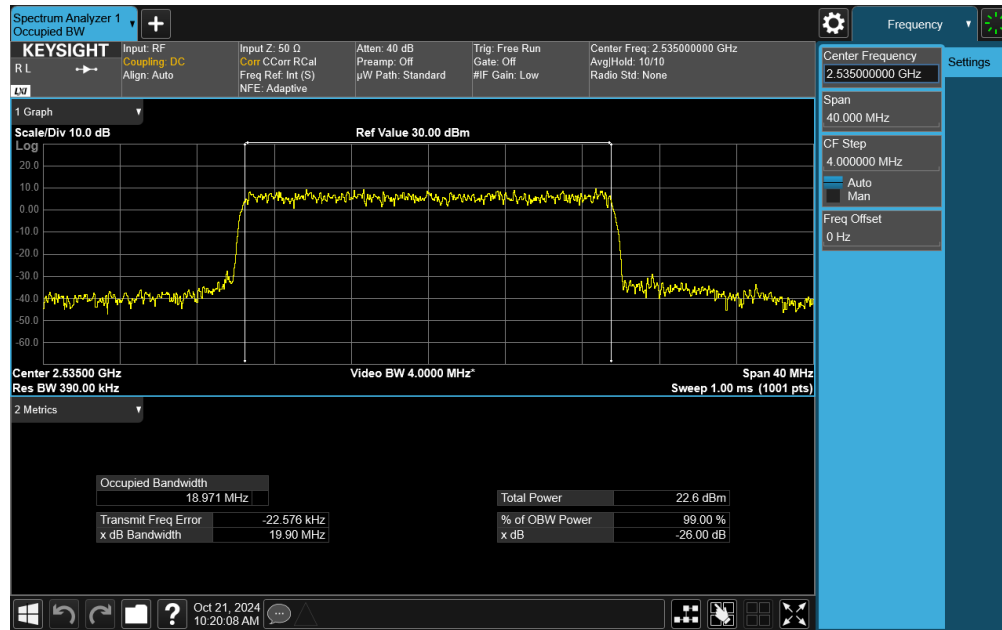 Spectrum Analyzer 1
Occupied BW
Frequency
KEYSIGHT
R L
LXI
Input: RF
Coupling: DC
Align: Auto
Input Z: 50 Ω
Corr CCorr RCal
Freq Ref: Int (S)
NFE: Adaptive
Atten: 40 dB
Preamp: Off
µW Path: Standard
Trig: Free Run
Gate: Off
#IF Gain: Low
Center Freq: 2.535000000 GHz
Avg|Hold: 10/10
Radio Std: None
Center Frequency
2.535000000 GHz
Settings
Span
40.000 MHz
CF Step
4.000000 MHz
Auto
Man
Freq Offset
0 Hz
1 Graph
Scale/Div 10.0 dB
Ref Value 30.00 dBm
Log
20.0
10.0
0.00
-10.0
-20.0
-30.0
-40.0
-50.0
-60.0
Center 2.53500 GHz
Video BW 4.0000 MHz*
Span 40 MHz
Res BW 390.00 kHz
Sweep 1.00 ms (1001 pts)
2 Metrics
Occupied Bandwidth
18.971 MHz
Total Power 22.6 dBm
Transmit Freq Error -22.576 kHz
% of OBW Power 99.00 %
x dB Bandwidth 19.90 MHz
x dB -26.00 dB
?
Oct 21, 2024
10:20:08 AM